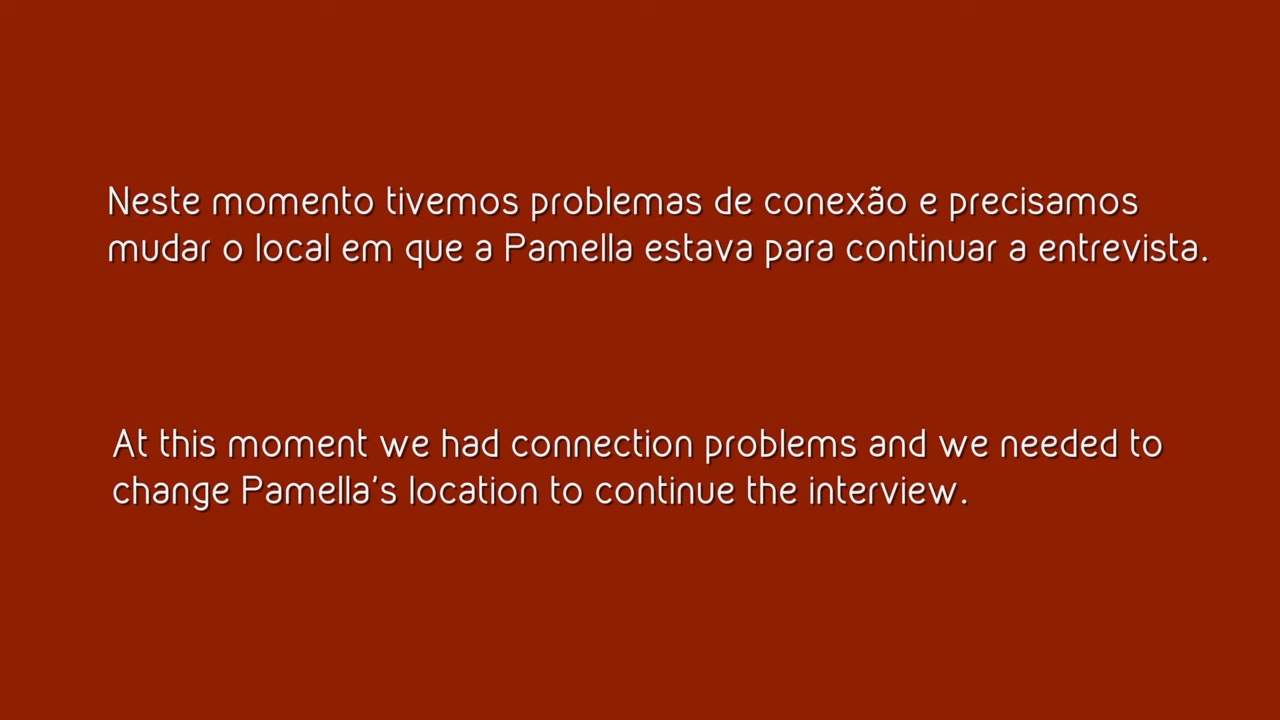 Neste momento tivemos problemas de conexão e precisamos
mudar o local em que a Pamella estava para continuar a entrevista.
At this moment we had connection problems and we needed to
change Pamella's location to continue the interview.